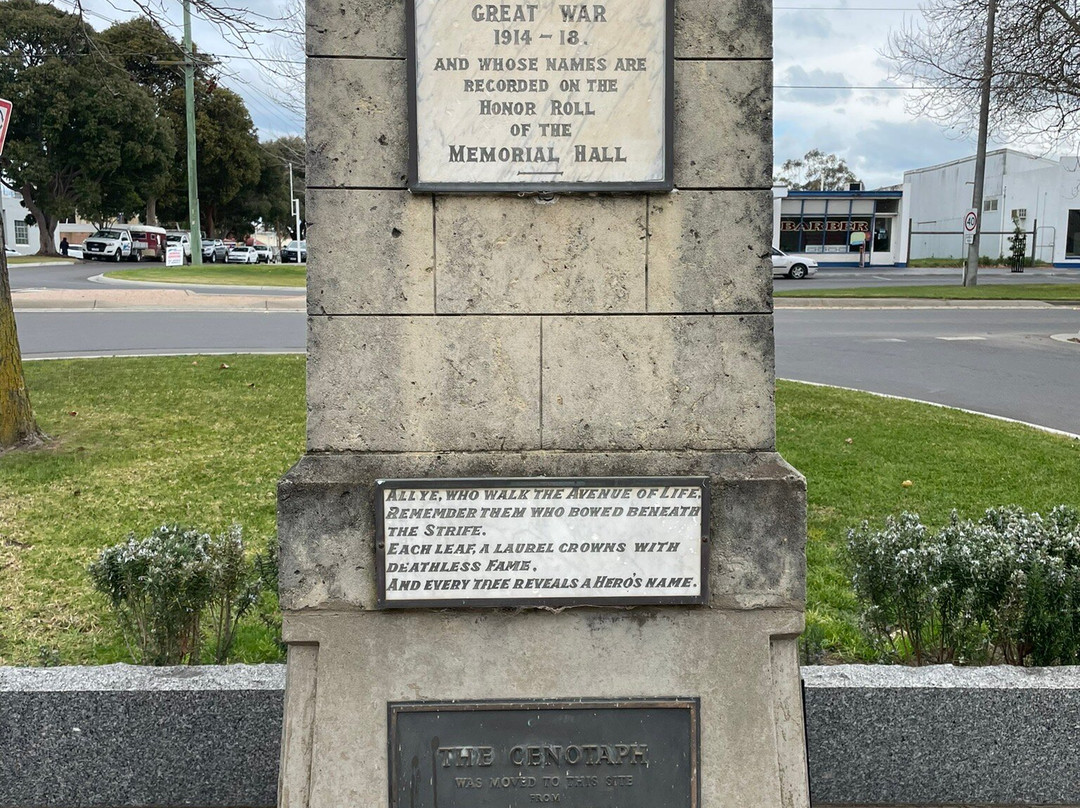 GREAT WAR
1914 – 18.
AND WHOSE NAMES ARE
RECORDED ON THE
HONOR ROLL
OF THE
MEMORIAL HALL
ALL YE, WHO WALK THE AVENUE OF LIFE,
REMEMDER THEM WHO BOWED BENEATH
THE STRIFE.
EACH LEAF, A LAUREL CROWNS WITH
DEATHLESS FAME,
AND EVERY TREE REVEALS A HERO'S NAME.
THE CENOTAPH
WAS MOVED TO THIS SITE
FROM
BARBER
40